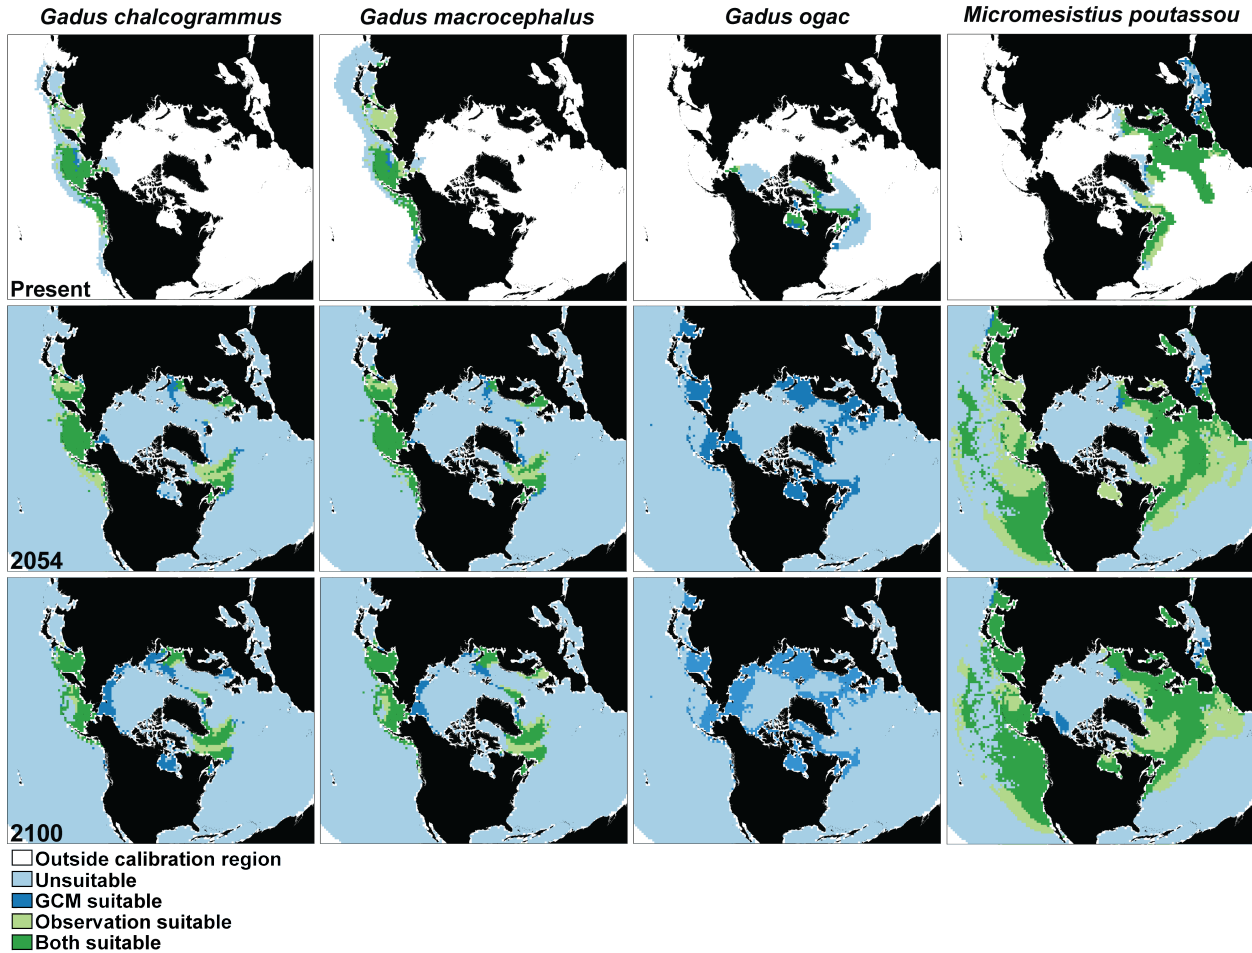 Gadus chalcogrammus
Gadus macrocephalus
Gadus ogac
Micromesistius poutassou
Present
2054
2100
Outside calibration region
Unsuitable
GCM suitable
Observation suitable
Both suitable